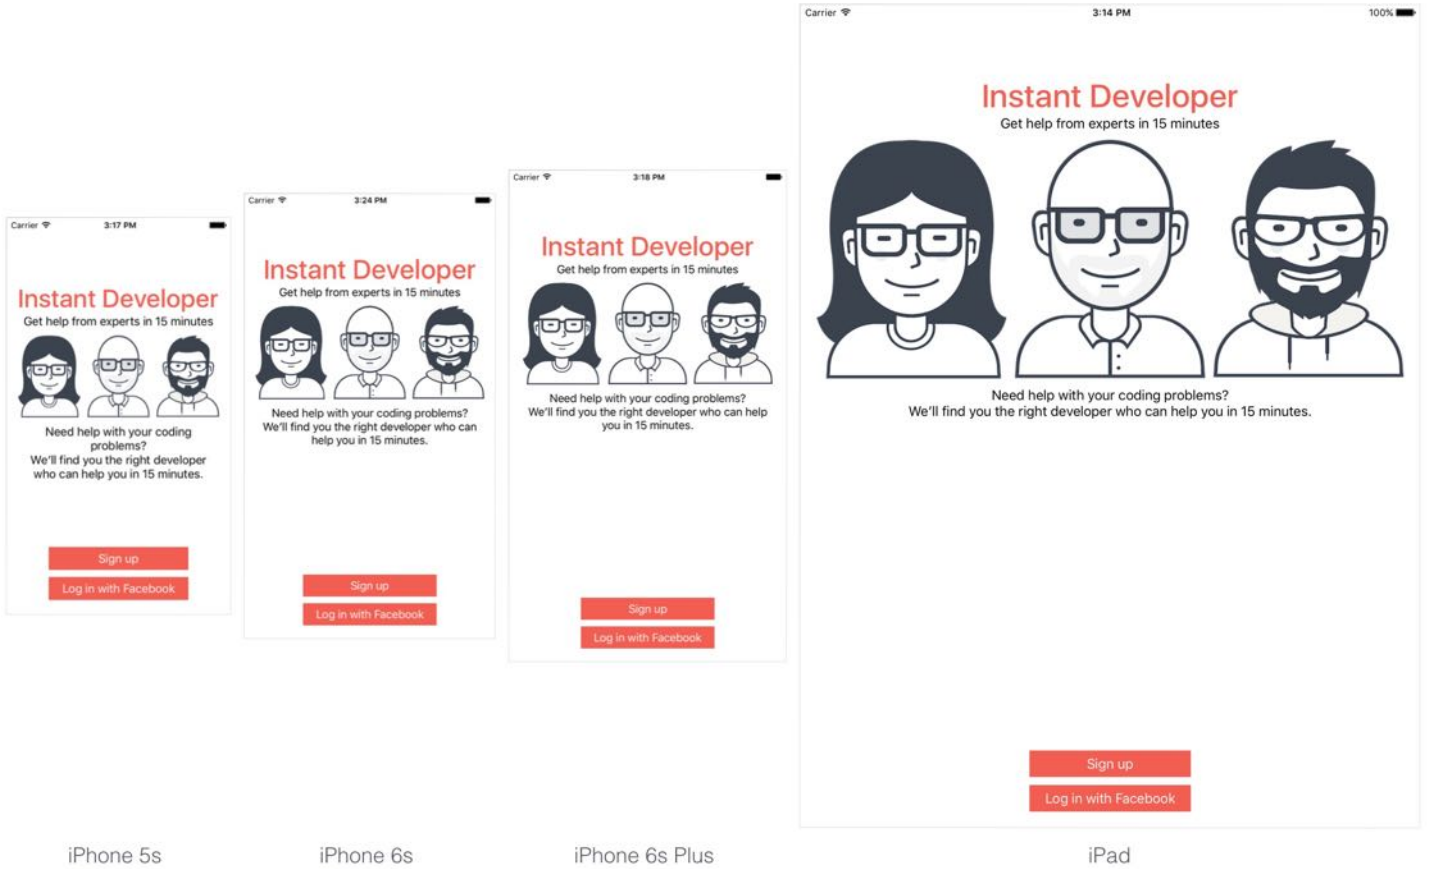 Carrier
3:17 PM
Instant Developer
Get help from experts in 15 minutes
Need help with your coding
problems?
We'll find you the right developer
who can help you in 15 minutes.
Sign up
Log in with Facebook
iPhone 5s
Carrier
3:24 PM
Instant Developer
Get help from experts in 15 minutes
Need help with your coding problems?
We'll find you the right developer who can
help you in 15 minutes.
Sign up
Log in with Facebook
iPhone 6s
Carrier
3:18 PM
Instant Developer
Get help from experts in 15 minutes
Need help with your coding problems?
We'll find you the right developer who can help
you in 15 minutes.
Sign up
Log in with Facebook
iPhone 6s Plus
Carrier
3:14 PM
100%
Instant Developer
Get help from experts in 15 minutes
Need help with your coding problems?
We'll find you the right developer who can help you in 15 minutes.
Sign up
Log in with Facebook
iPad